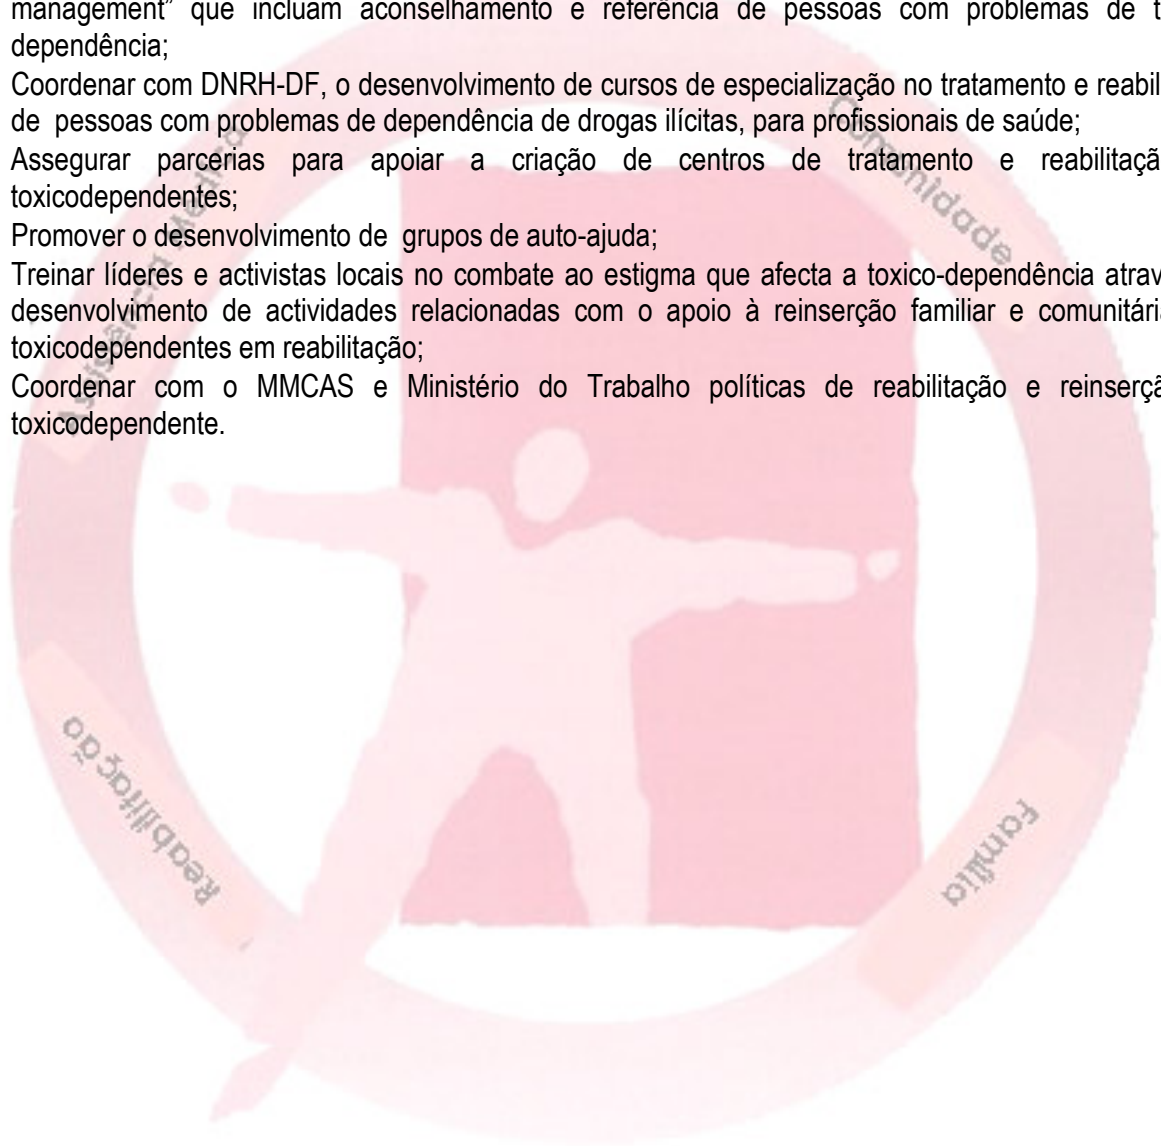 management” que incluam aconselhamento e referência de pessoas com problemas de t
dependência;
Coordenar com DNRH-DF, o desenvolvimento de cursos de especialização no tratamento e reabil
de pessoas com problemas de dependência de drogas ilícitas, para profissionais de saúde;
Assegurar parcerias para apoiar a criação de centros de tratamento e reabilitaçã
toxicodependentes;
Promover o desenvolvimento de grupos de auto-ajuda;
Treinar líderes e activistas locais no combate ao estigma que afecta a toxico-dependência atrav
desenvolvimento de actividades relacionadas com o apoio à reinserção familiar e comunitári
toxicodependentes em reabilitação;
Coordenar com o MMCAS e Ministério do Trabalho políticas de reabilitação e reinserçã
toxicodependente.
Assistência Médica
Comunidade
Reabilitação
Família